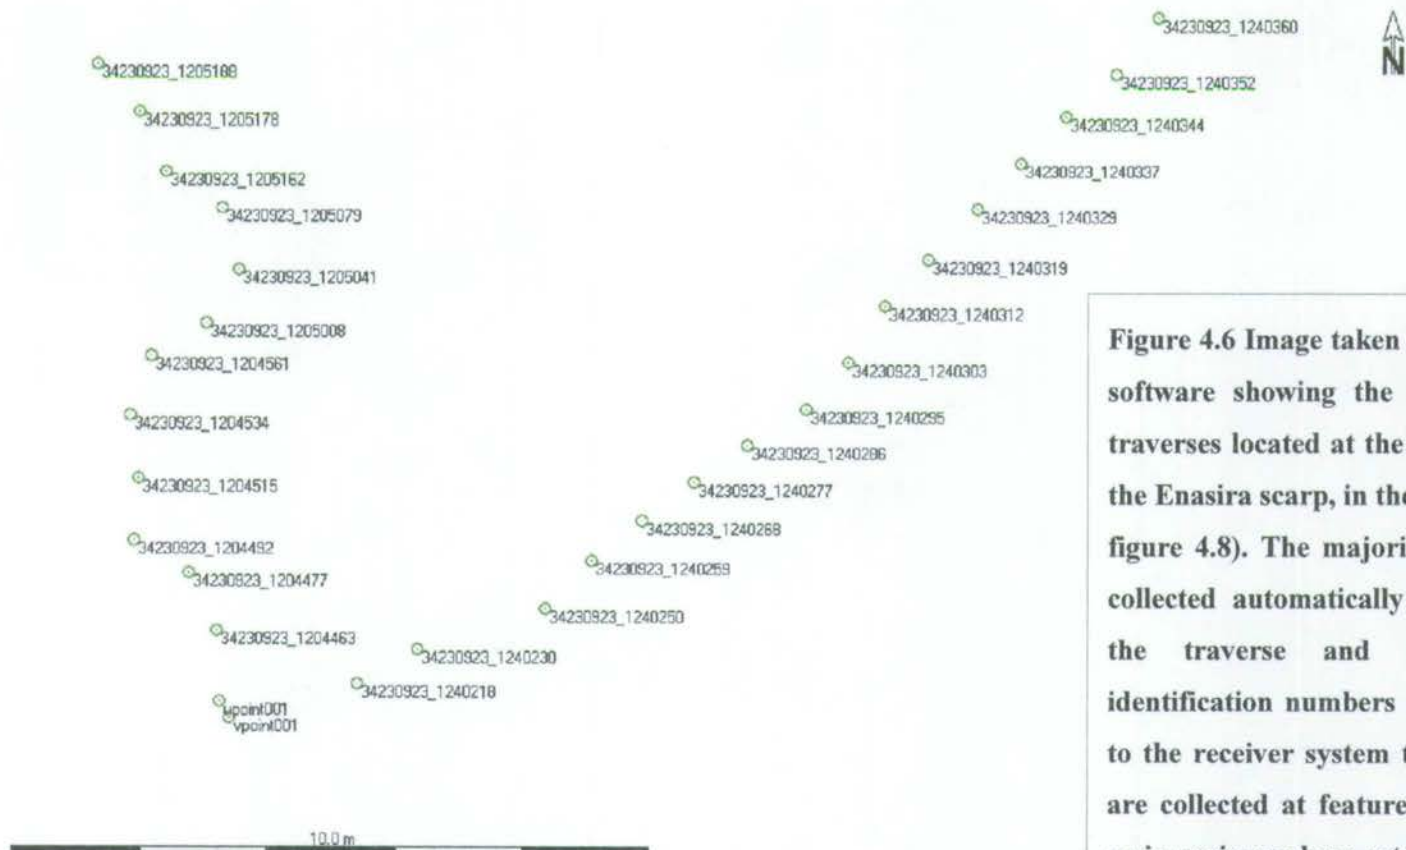 34230923_1240360
N
34230923_1205188
34230923_1240352
34230923_1205178
34230923_1240344
34230923_1205162
34230923_1240337
34230923_1205079
34230923_1240329
34230923_1205041
34230923_1240319
34230923_1205008
34230923_1240312
34230923_1204561
34230923_1240303
34230923_1204534
34230923_1240295
34230923_1240286
34230923_1204515
34230923_1240277
34230923_1204492
34230923_1240268
34230923_1204477
34230923_1240259
34230923_1204463
34230923_1240250
34230923_1240230
34230923_1240218
vpoint001
10.0 m
Figure 4.6 Image taken
software showing the
traverses located at the
the Enasira scarp, in the
figure 4.8). The majori
collected automatically
the traverse and
identification numbers
to the receiver system t
are collected at feature